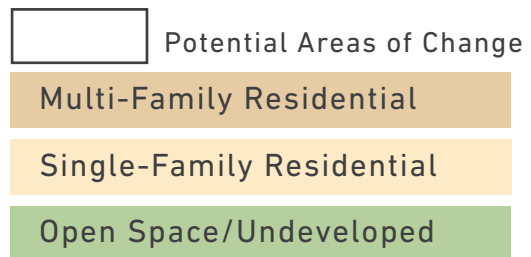 Potential Areas of Change
Multi-Family Residential
Single-Family Residential
Open Space/Undeveloped